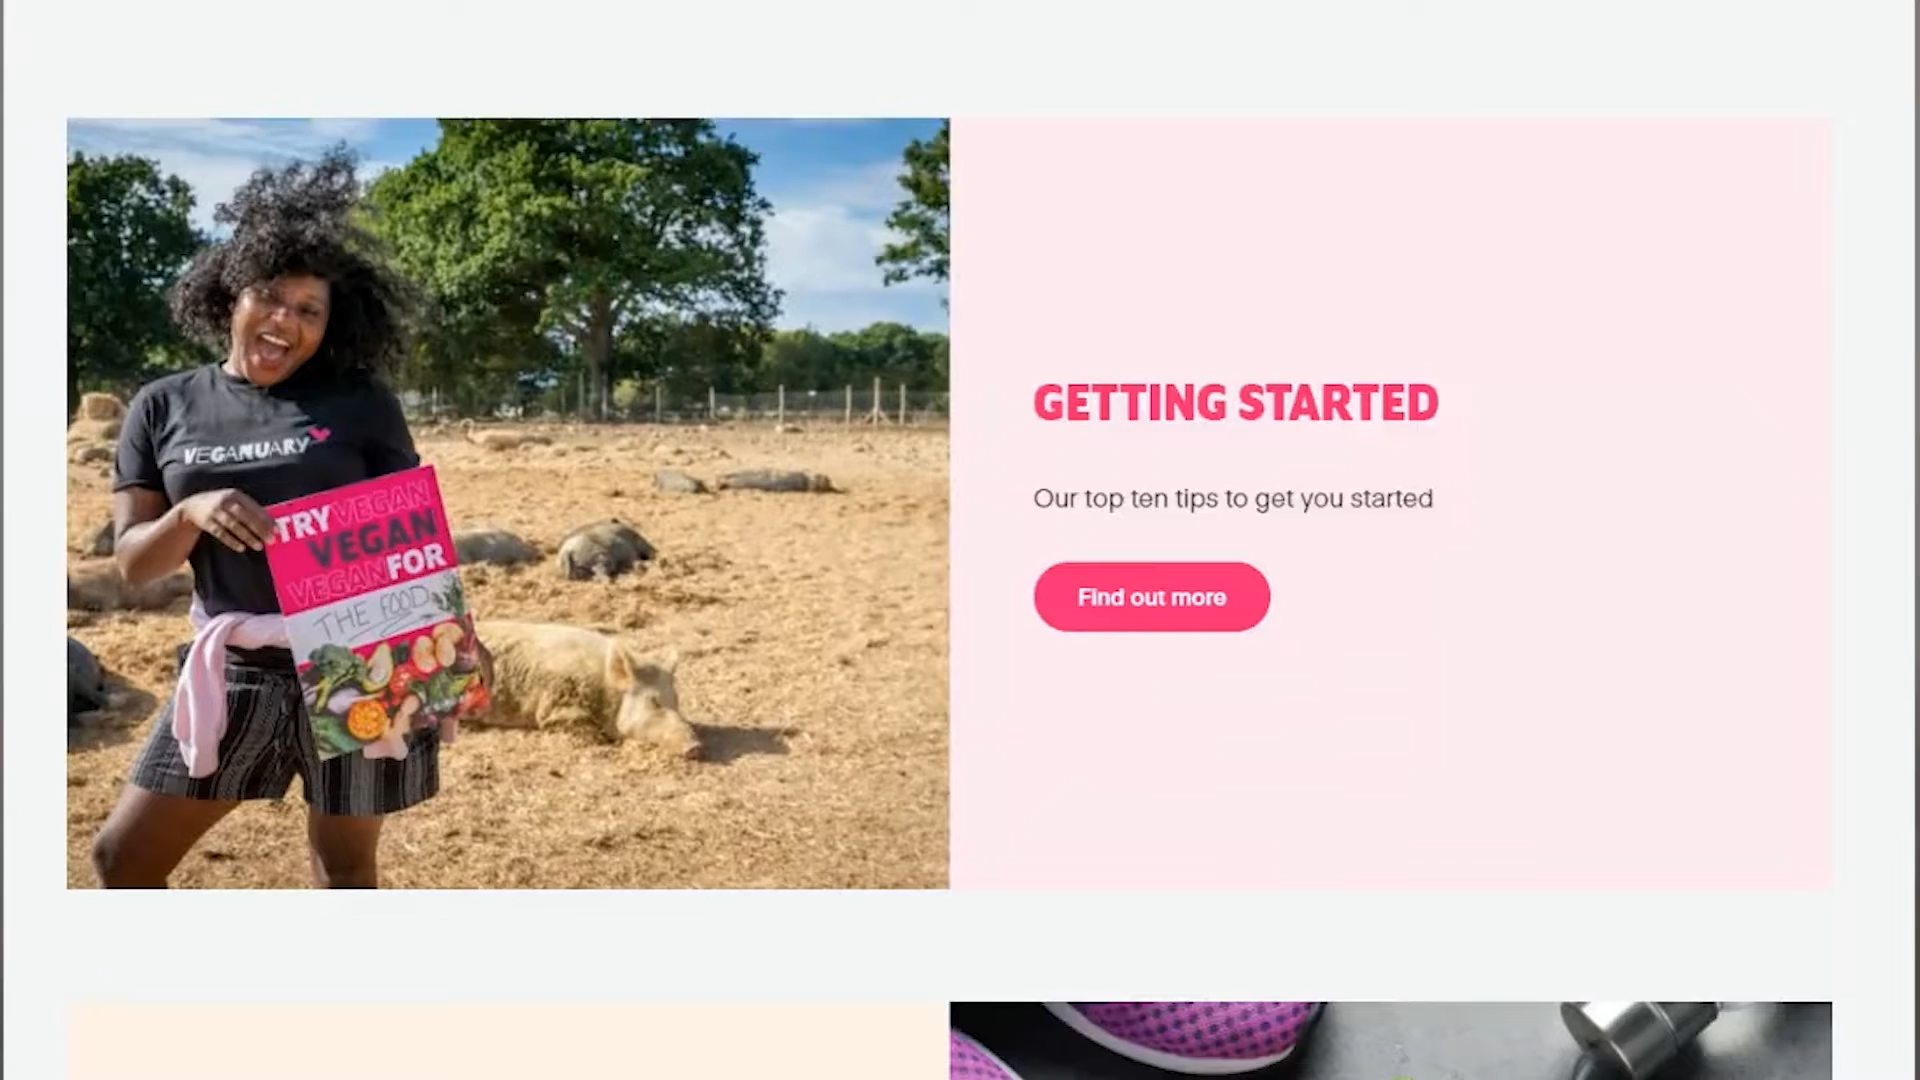 VEGANUARY
TRY VEGAN
VEGAN
VEGAN FOR
THE FOOD
GETTING STARTED
Our top ten tips to get you started
Find out more